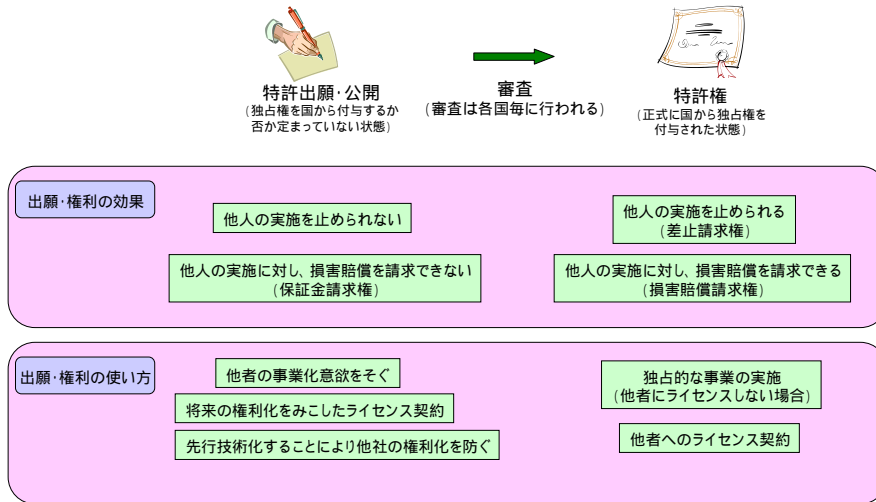 特許出願･公開
(独占権を国から付与するか
否か定まっていない状態)
審査
(審査は各国毎に行われる)
特許権
(正式に国から独占権を
付与された状態)
出願･権利の効果
他人の実施を止められない
他人の実施を止められる
(差止請求権)
他人の実施に対し､損害賠償を請求できない
(保証金請求権)
他人の実施に対し､損害賠償を請求できる
(損害賠償請求権)
出願･権利の使い方
他者の事業化意欲をそぐ
将来の権利化をみこしたライセンス契約
先行技術化することにより他社の権利化を防ぐ
独占的な事業の実施
(他者にライセンスしない場合)
他者へのライセンス契約